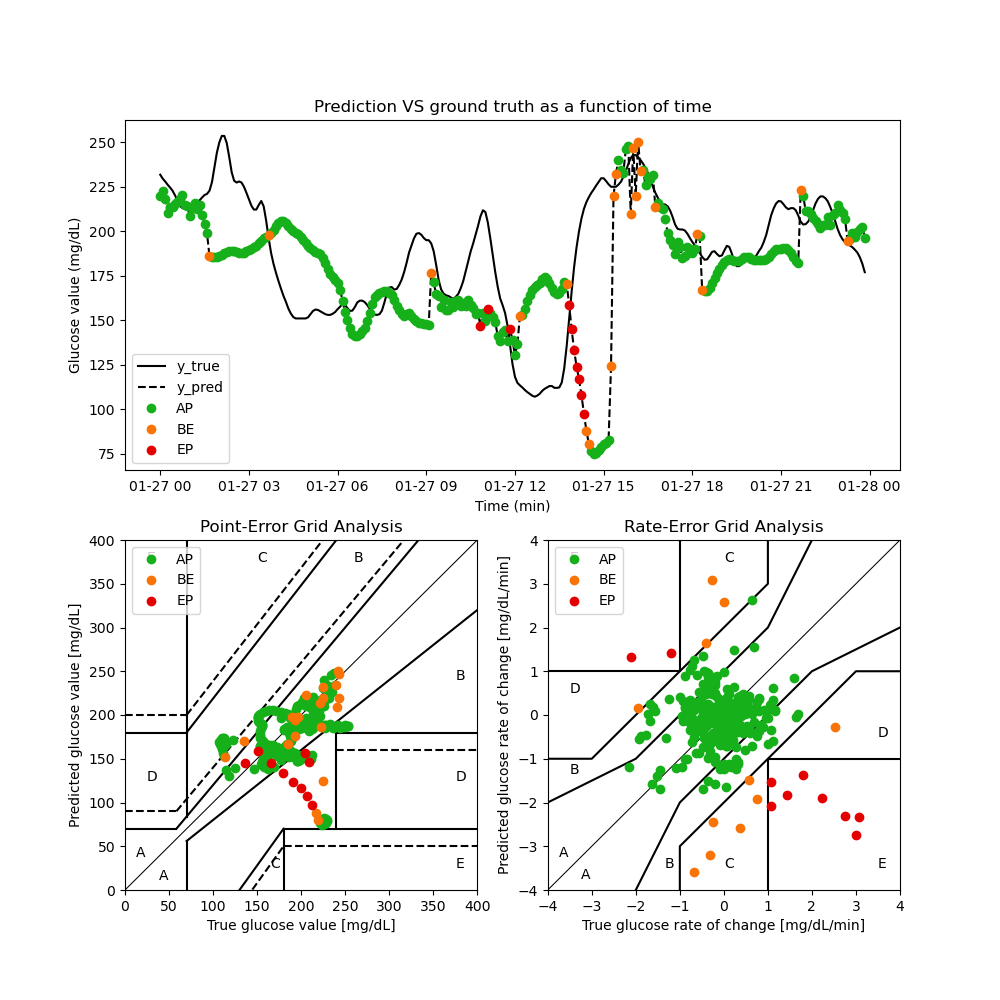 Prediction VS ground truth as a function of time
Glucose value (mg/dL)
250
225
200
175
150
125
100
75
y_true
y_pred
AP
BE
EP
01-27 00 01-27 03 01-27 06 01-27 09 01-27 12 01-27 15 01-27 18 01-27 21 01-28 00
Time (min)
Point-Error Grid Analysis
Predicted glucose value [mg/dL]
400
350
300
250
200
150
100
50
0
AP
BE
EP
C
B
B
D
D
A
A
C
E
0 50 100 150 200 250 300 350 400
True glucose value [mg/dL]
Rate-Error Grid Analysis
Predicted glucose rate of change [mg/dL/min]
4
3
2
1
0
−1
−2
−3
−4
AP
BE
EP
C
D
D
B
A
A
B
C
E
−4 −3 −2 −1 0 1 2 3 4
True glucose rate of change [mg/dL/min]